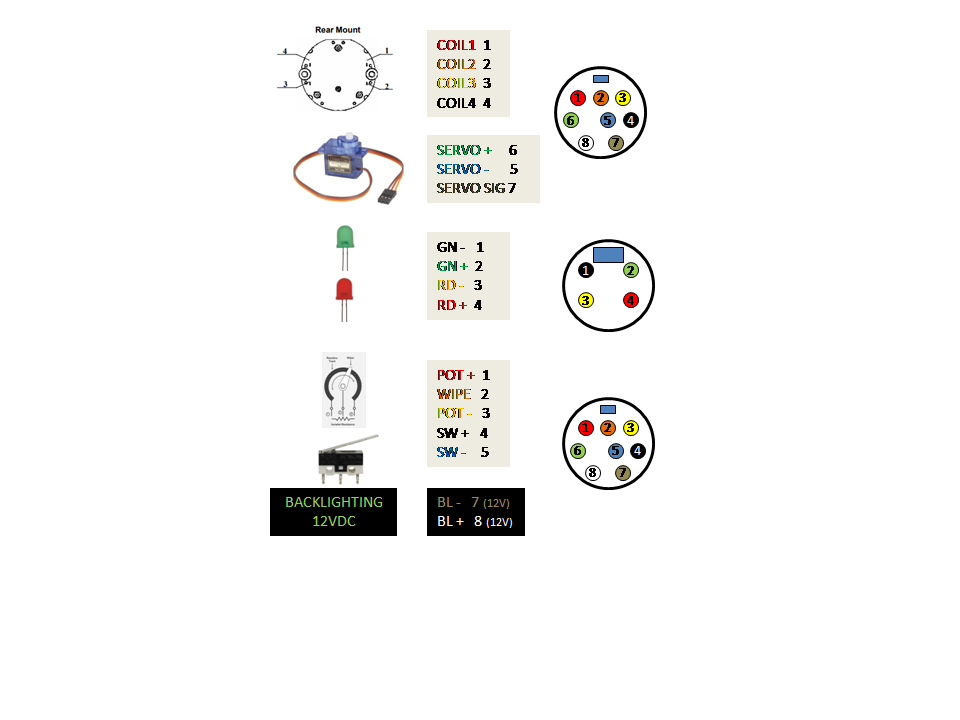 Rear Mount
4
1
3
2
COIL1 1
COIL2 2
COIL3 3
COIL4 4
1 2 3
6 5 4
8 7
SERVO + 6
SERVO - 5
SERVO SIG 7
GN - 1
GN + 2
RD - 3
RD + 4
1 2
3 4
POT + 1
WIPE 2
POT - 3
SW + 4
SW - 5
1 2 3
6 5 4
8 7
BACKLIGHTING
12VDC
BL - 7 (12V)
BL + 8 (12V)